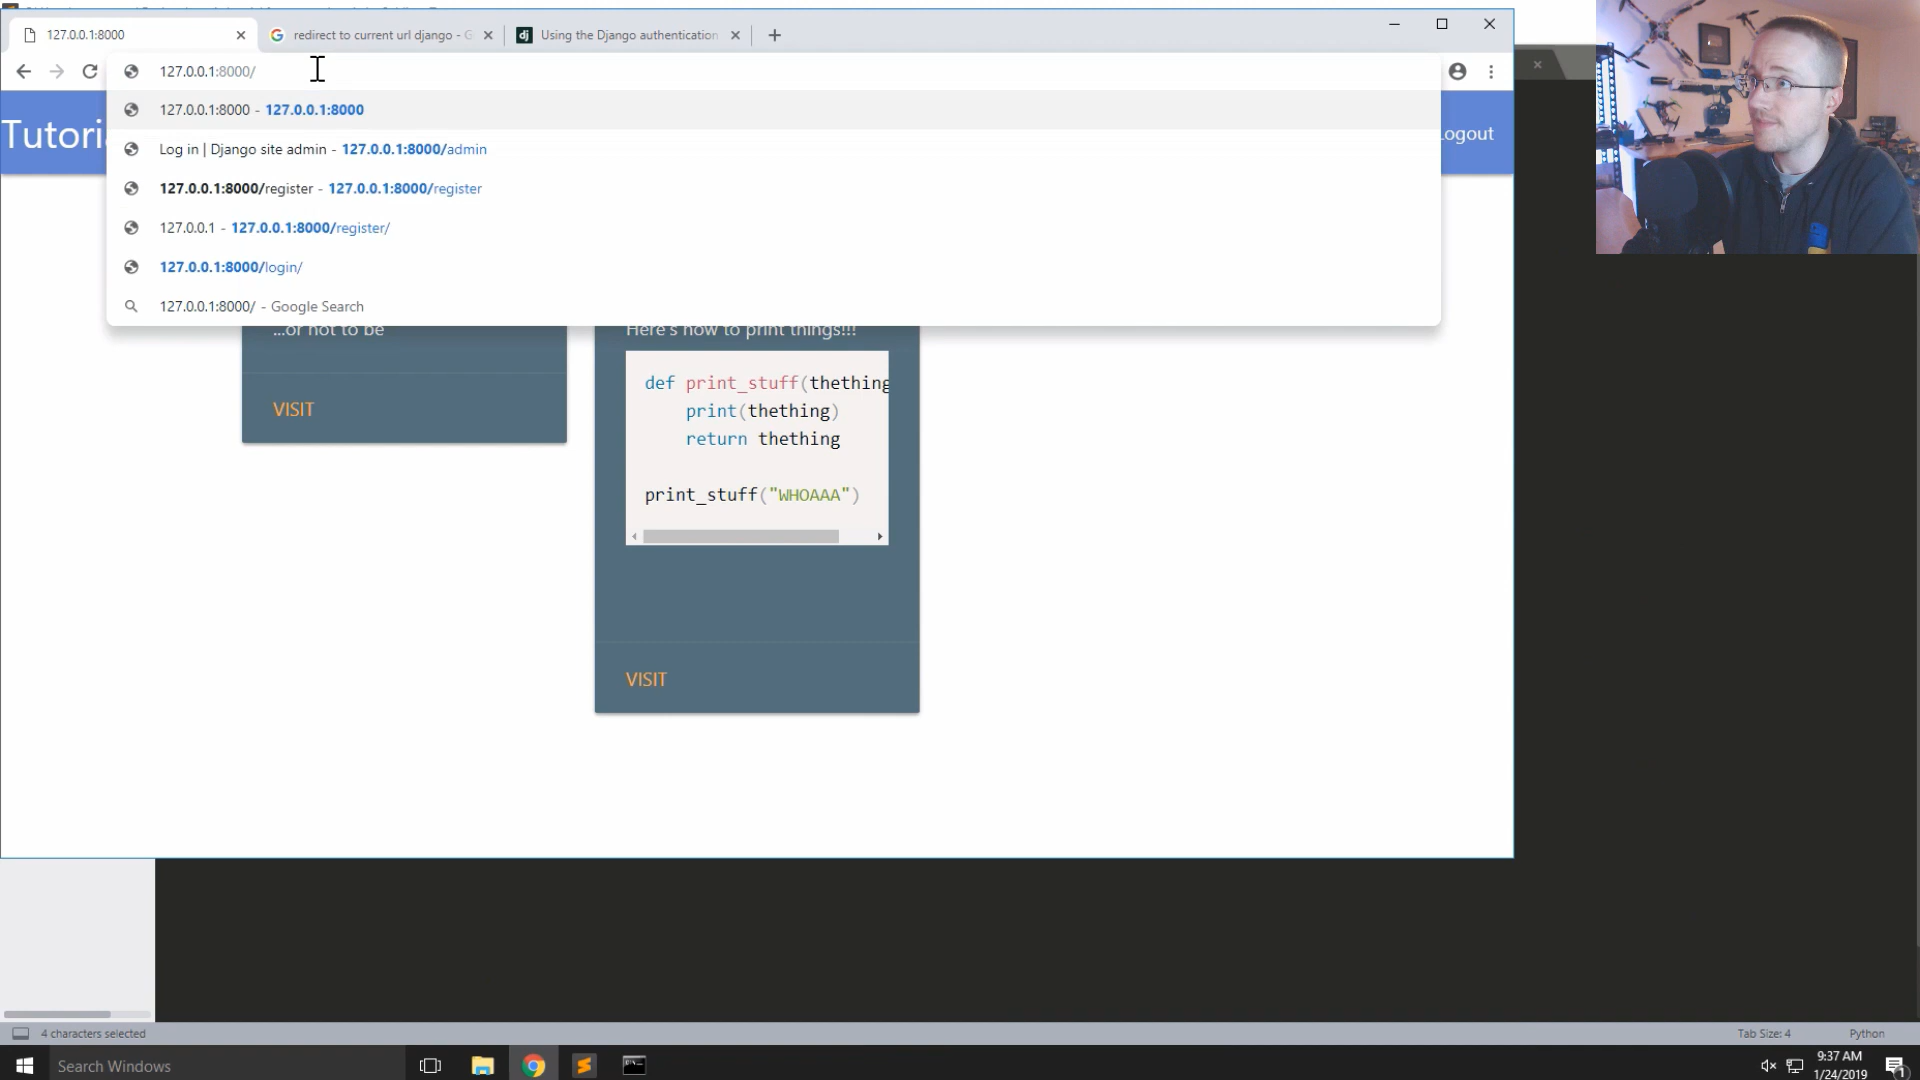 127.0.0.1:8000
redirect to current url django - G
dj
Using the Django authentication
127.0.0.1:8000/
127.0.0.1:8000 - 127.0.0.1:8000
Log in | Django site admin - 127.0.0.1:8000/admin
127.0.0.1:8000/register - 127.0.0.1:8000/register
127.0.0.1 - 127.0.0.1:8000/register/
127.0.0.1:8000/login/
127.0.0.1:8000/ - Google Search
Tutoria
Logout
...or not to be
VISIT
Here's how to print things!!!
def print_stuff(thething
print(thething)
return thething
print_stuff("WHOAAA")
VISIT
4 characters selected
Tab Size: 4
Python
Search Windows
9:37 AM
1/24/2019
1